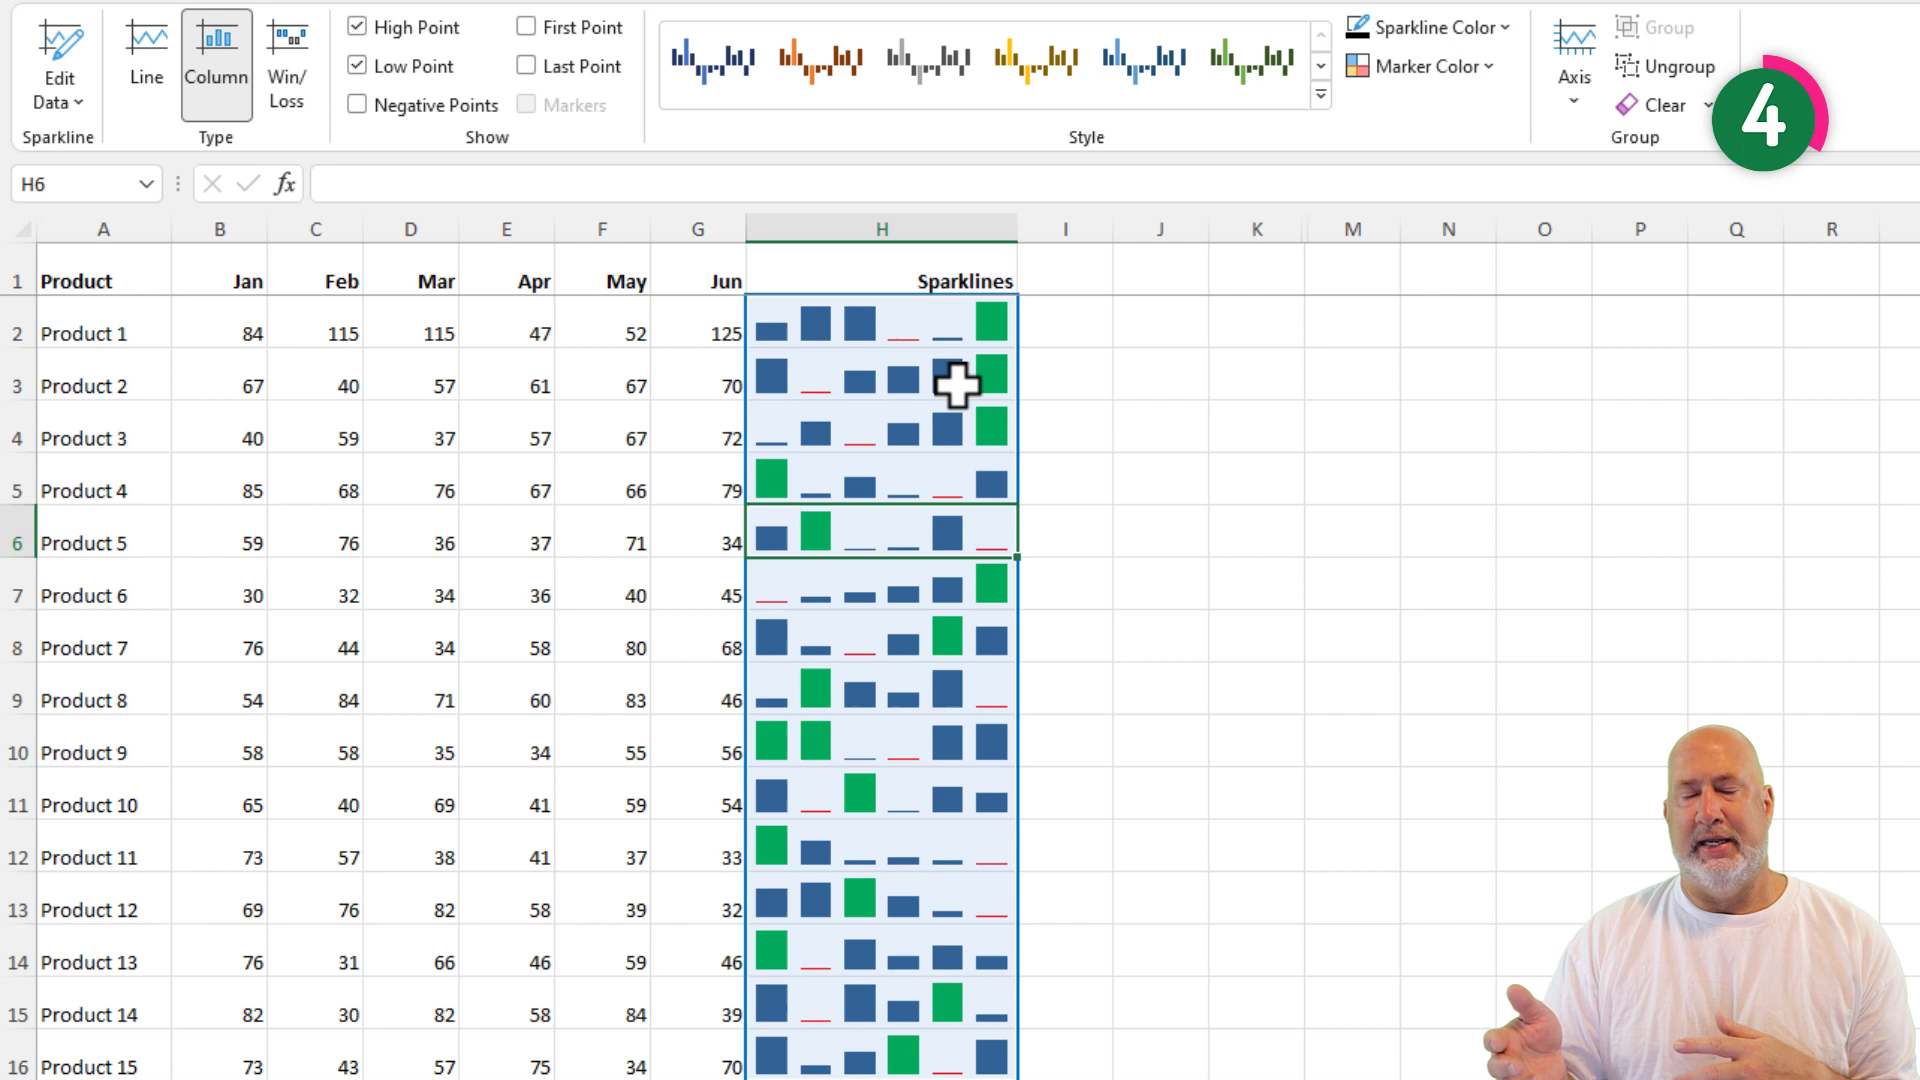 Edit Data
Sparkline
Line
Column
Win/ Loss
Type
High Point
First Point
Low Point
Last Point
Negative Points
Markers
Show
Style
Sparkline Color
Marker Color
Axis
Group
Ungroup
Clear
Group
4
H6
fx
A B C D E F G H I J K M N O P Q R
1 Product Jan Feb Mar Apr May Jun Sparklines
2 Product 1 84 115 115 47 52 125
3 Product 2 67 40 57 61 67 70
4 Product 3 40 59 37 57 67 72
5 Product 4 85 68 76 67 66 79
6 Product 5 59 76 36 37 71 34
7 Product 6 30 32 34 36 40 45
8 Product 7 76 44 34 58 80 68
9 Product 8 54 84 71 60 83 46
10 Product 9 58 58 35 34 55 56
11 Product 10 65 40 69 41 59 54
12 Product 11 73 57 38 41 37 33
13 Product 12 69 76 82 58 39 32
14 Product 13 76 31 66 46 59 46
15 Product 14 82 30 82 58 84 39
16 Product 15 73 43 57 75 34 70